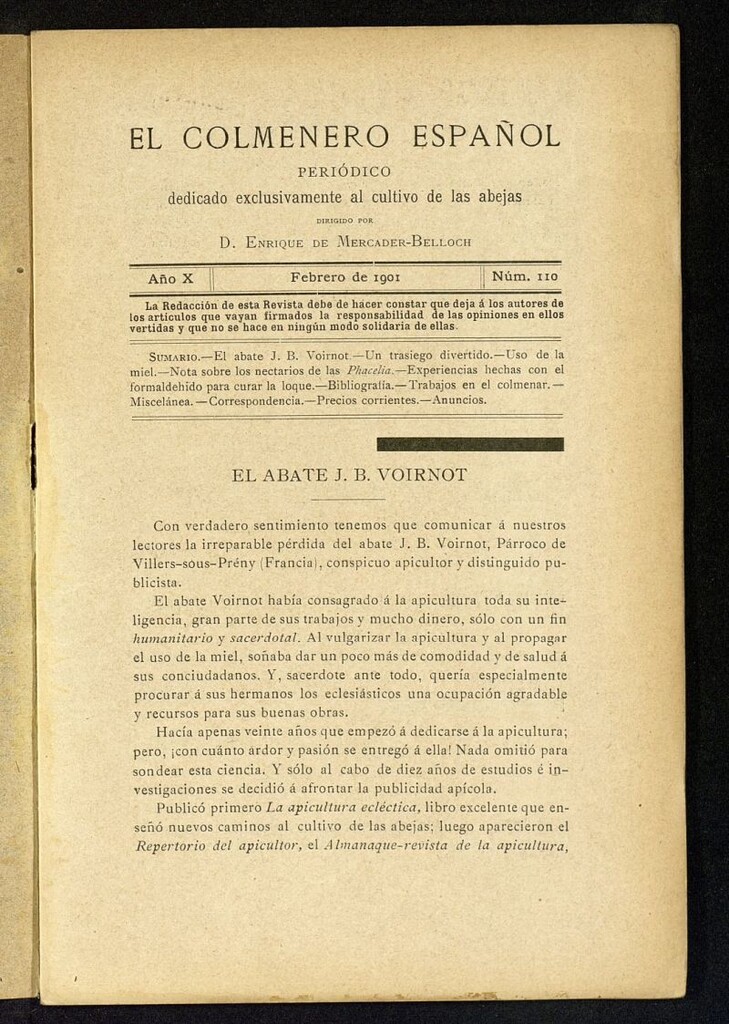 EL COLMENERO ESPAÑOL
PERIÓDICO
dedicado exclusivamente al cultivo de las abejas
DIRIGIDO POR
D. ENRIQUE DE MERCADER-BELLOCH
Año X Febrero de 1901 Núm. 110
La Redacción de esta Revista debe de hacer constar que deja á los autores de
los artículos que vayan firmados la responsabilidad de las opiniones en ellos
vertidas y que no se hace en ningún modo solidaria de ellas.
SUMARIO.—El abate J. B. Voirnot.—Un trasiego divertido.—Uso de la
miel.—Nota sobre los nectarios de las Phacelia.—Experiencias hechas con el
formaldehido para curar la loque.—Bibliografía.—Trabajos en el colmenar.—
Miscelánea.—Correspondencia.—Precios corrientes.—Anuncios.
EL ABATE J. B. VOIRNOT
Con verdadero sentimiento tenemos que comunicar á nuestros
lectores la irreparable pérdida del abate J. B. Voirnot, Párroco de
Villers-sous-Prény (Francia), conspicuo apicultor y distinguido pu-
blicista.
El abate Voirnot había consagrado á la apicultura toda su inte-
ligencia, gran parte de sus trabajos y mucho dinero, sólo con un fin
humanitario y sacerdotal. Al vulgarizar la apicultura y al propagar
el uso de la miel, soñaba dar un poco más de comodidad y de salud á
sus conciudadanos. Y, sacerdote ante todo, quería especialmente
procurar á sus hermanos los eclesiásticos una ocupación agradable
y recursos para sus buenas obras.
Hacía apenas veinte años que empezó á dedicarse á la apicultura;
pero, ¡con cuánto ardor y pasión se entregó á ella! Nada omitió para
sondear esta ciencia. Y sólo al cabo de diez años de estudios é in-
vestigaciones se decidió á afrontar la publicidad apícola.
Publicó primero La apicultura ecléctica, libro excelente que en-
señó nuevos caminos al cultivo de las abejas; luego aparecieron el
Repertorio del apicultor, el Almanaque-revista de la apicultura,